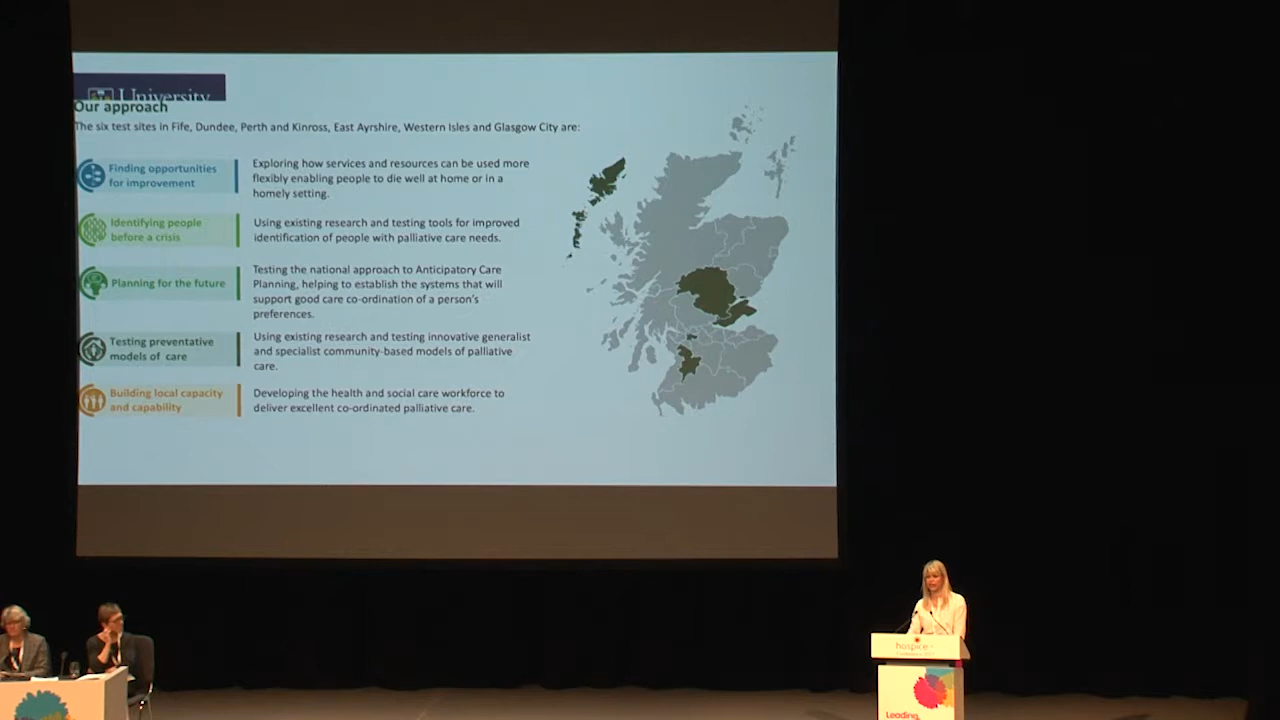 University
Our approach
The six test sites in Fife, Dundee, Perth and Kinross, East Ayrshire, Western Isles and Glasgow City are:
Finding opportunities
for improvement
Exploring how services and resources can be used more
flexibly enabling people to die well at home or in a
homely setting.
Identifying people
before a crisis
Using existing research and testing tools for improved
identification of people with palliative care needs.
Planning for the future
Testing the national approach to Anticipatory Care
Planning, helping to establish the systems that will
support good care co-ordination of a person's
preferences.
Testing preventative
models of care
Using existing research and testing innovative generalist
and specialist community-based models of palliative
care.
Building local capacity
and capability
Developing the health and social care workforce to
deliver excellent co-ordinated palliative care.
hospice
Leading